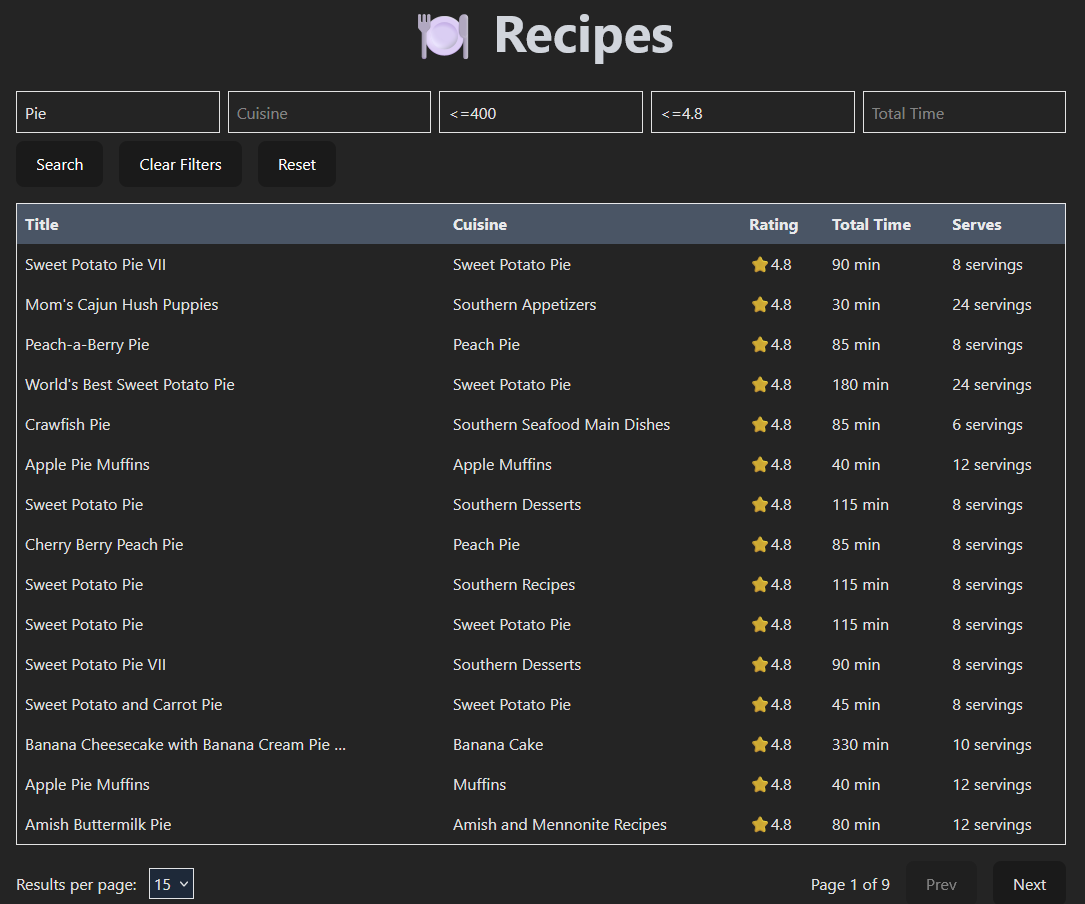 Recipes
Pie Cuisine <=400 <=4.8 Total Time
Search Clear Filters Reset
Title Cuisine Rating Total Time Serves
Sweet Potato Pie VII Sweet Potato Pie 4.8 90 min 8 servings
Mom's Cajun Hush Puppies Southern Appetizers 4.8 30 min 24 servings
Peach-a-Berry Pie Peach Pie 4.8 85 min 8 servings
World's Best Sweet Potato Pie Sweet Potato Pie 4.8 180 min 24 servings
Crawfish Pie Southern Seafood Main Dishes 4.8 85 min 6 servings
Apple Pie Muffins Apple Muffins 4.8 40 min 12 servings
Sweet Potato Pie Southern Desserts 4.8 115 min 8 servings
Cherry Berry Peach Pie Peach Pie 4.8 85 min 8 servings
Sweet Potato Pie Southern Recipes 4.8 115 min 8 servings
Sweet Potato Pie Sweet Potato Pie 4.8 115 min 8 servings
Sweet Potato Pie VII Southern Desserts 4.8 90 min 8 servings
Sweet Potato and Carrot Pie Sweet Potato Pie 4.8 45 min 8 servings
Banana Cheesecake with Banana Cream Pie ... Banana Cake 4.8 330 min 10 servings
Apple Pie Muffins Muffins 4.8 40 min 12 servings
Amish Buttermilk Pie Amish and Mennonite Recipes 4.8 80 min 12 servings
Results per page: 15 Page 1 of 9 Prev Next